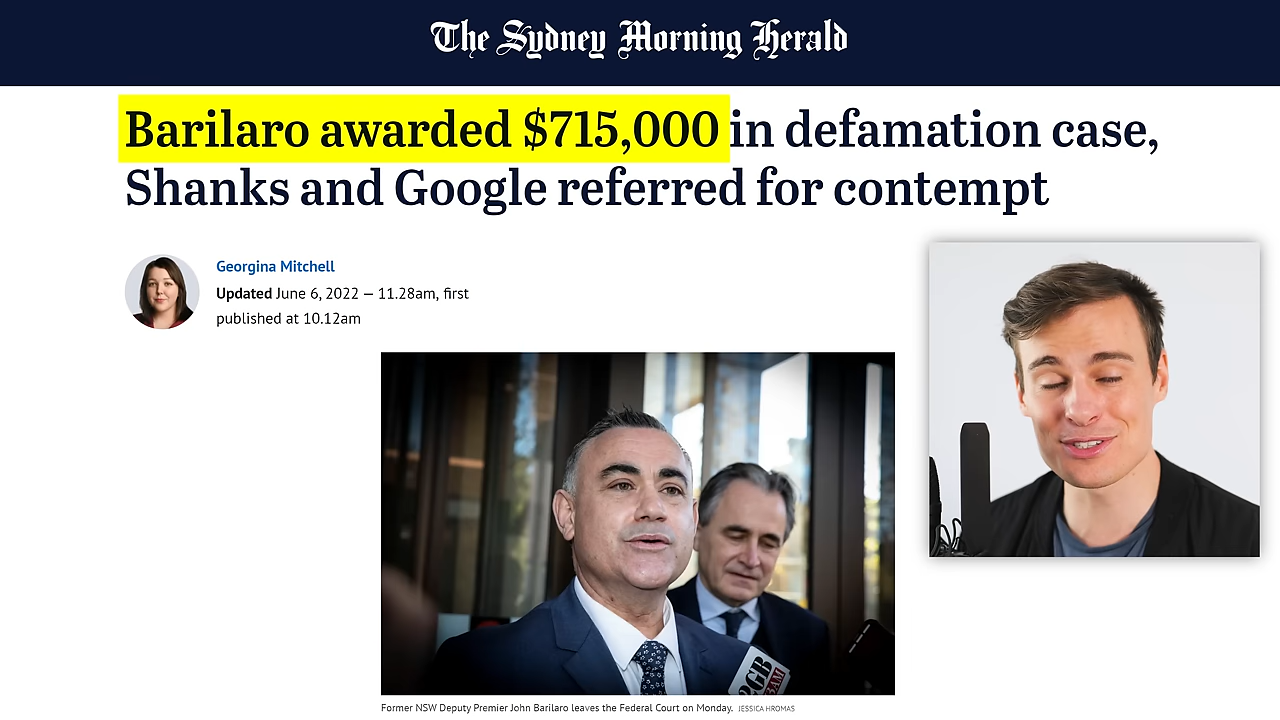 The Sydney Morning Herald
Barilaro awarded $715,000 in defamation case,
Shanks and Google referred for contempt
Georgina Mitchell
Updated June 6, 2022 — 11.28am, first
published at 10.12am
2GB
Former NSW Deputy Premier John Barilaro leaves the Federal Court on Monday. JESSICA HROMAS